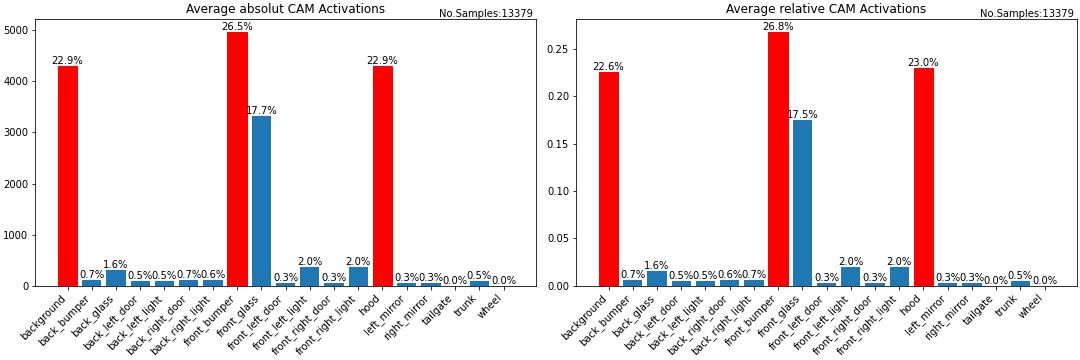 Average absolut CAM Activations
No.Samples:13379
5000
4000
3000
2000
1000
0
22.9%
0.7%
1.6%
0.5%
0.5%
0.7%
0.6%
26.5%
17.7%
0.3%
2.0%
0.3%
2.0%
22.9%
0.3%
0.3%
0.0%
0.5%
0.0%
background
back_bumper
back_glass
back_left_door
back_left_light
back_right_door
back_right_light
front_bumper
front_glass
front_left_door
front_left_light
front_right_door
front_right_light
hood
left_mirror
right_mirror
tailgate
trunk
wheel
Average relative CAM Activations
No.Samples:13379
0.25
0.20
0.15
0.10
0.05
0.00
22.6%
0.7%
1.6%
0.5%
0.5%
0.6%
0.7%
26.8%
17.5%
0.3%
2.0%
0.3%
2.0%
23.0%
0.3%
0.3%
0.0%
0.5%
0.0%
background
back_bumper
back_glass
back_left_door
back_left_light
back_right_door
back_right_light
front_bumper
front_glass
front_left_door
front_left_light
front_right_door
front_right_light
hood
left_mirror
right_mirror
tailgate
trunk
wheel